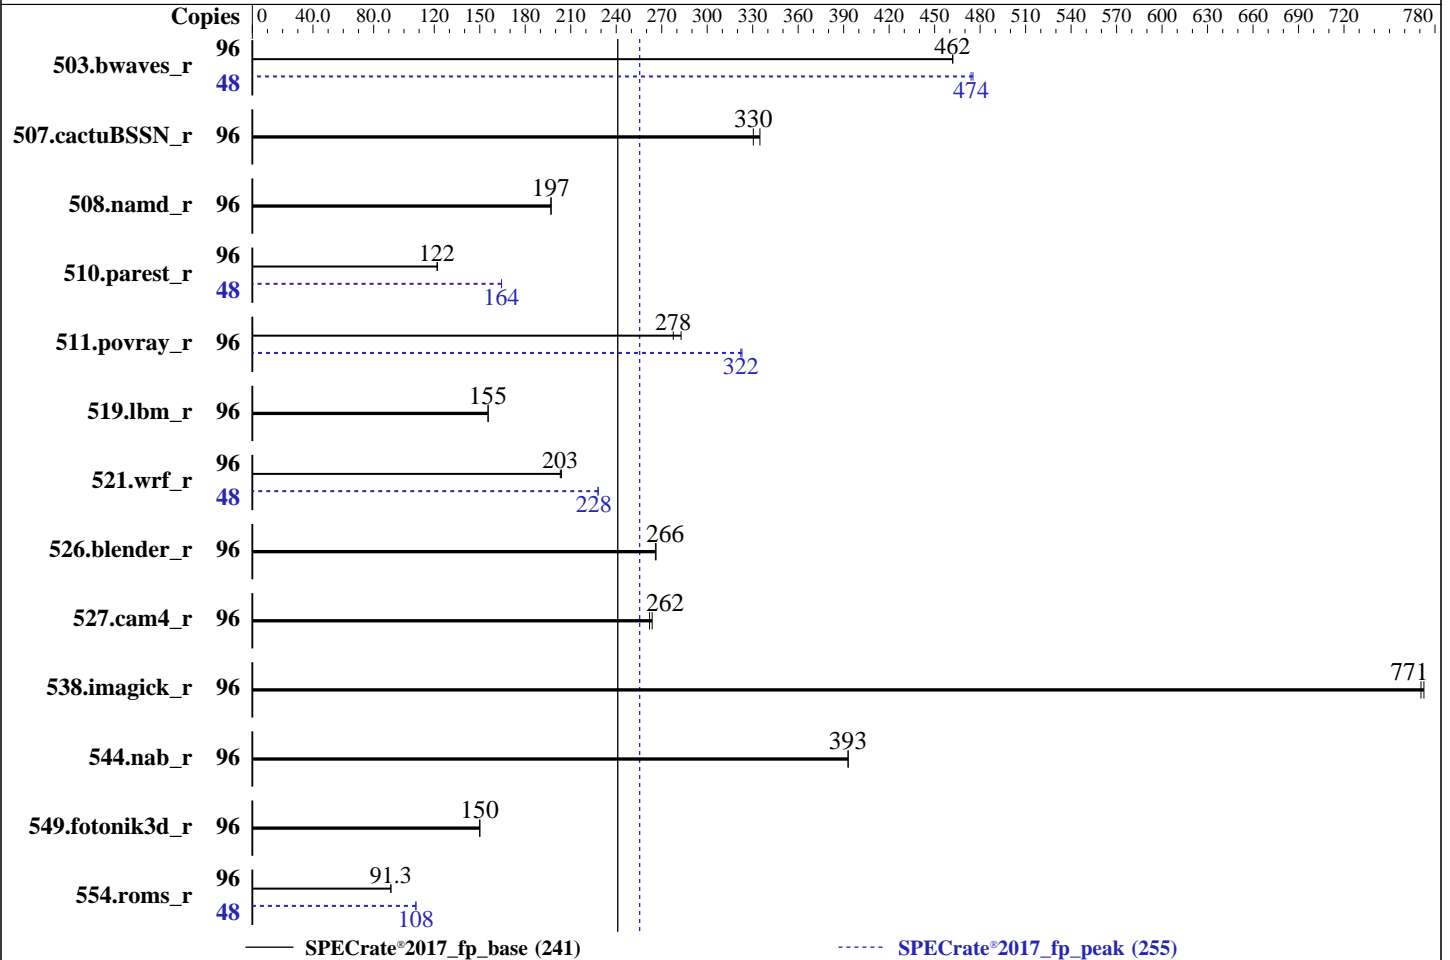 Copies 0 40.0 80.0 120 150 180 210 240 270 300 330 360 390 420 450 480 510 540 570 600 630 660 690 720 780
503.bwaves_r 96 462
48 474
507.cactuBSSN_r 96 330
508.namd_r 96 197
510.parest_r 96 122
48 164
511.povray_r 96 278
322
519.lbm_r 96 155
521.wrf_r 96 203
48 228
526.blender_r 96 266
527.cam4_r 96 262
538.imagick_r 96 771
544.nab_r 96 393
549.fotonik3d_r 96 150
554.roms_r 96 91.3
48 108
SPECrate®2017_fp_base (241) SPECrate®2017_fp_peak (255)